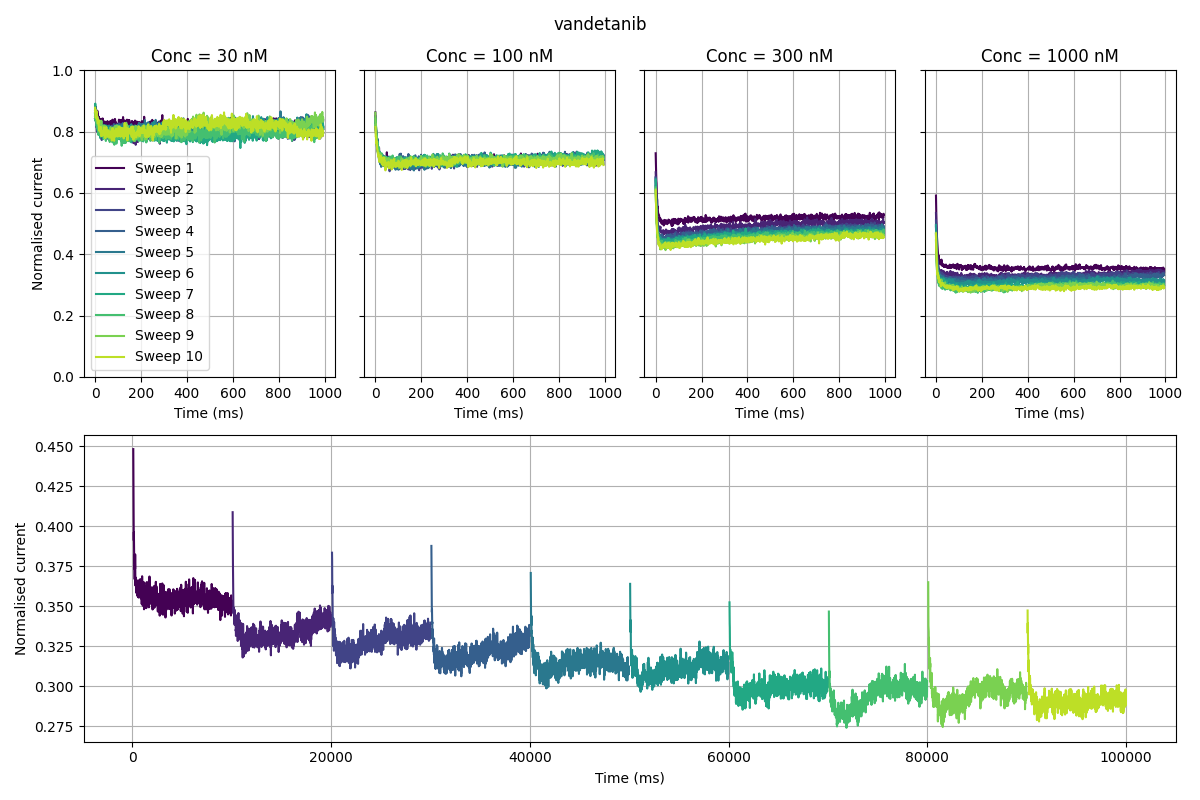 vandetanib
Conc = 30 nM
Conc = 100 nM
Conc = 300 nM
Conc = 1000 nM
Normalised current
1.0
0.8
0.6
0.4
0.2
0.0
Sweep 1
Sweep 2
Sweep 3
Sweep 4
Sweep 5
Sweep 6
Sweep 7
Sweep 8
Sweep 9
Sweep 10
0 200 400 600 800 1000
0 200 400 600 800 1000
0 200 400 600 800 1000
0 200 400 600 800 1000
Time (ms)
Time (ms)
Time (ms)
Time (ms)
Normalised current
0.450
0.425
0.400
0.375
0.350
0.325
0.300
0.275
0 20000 40000 60000 80000 100000
Time (ms)